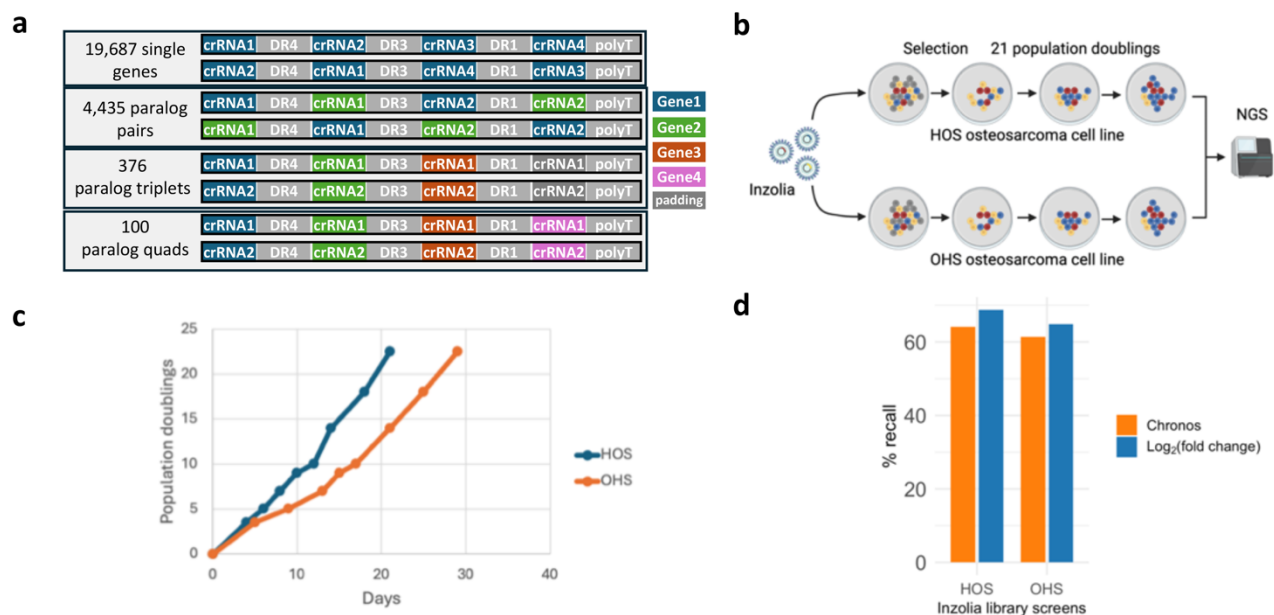 a
19,687 single
genes
crRNA1 DR4 crRNA2 DR3 crRNA3 DR1 crRNA4 polyT
crRNA2 DR4 crRNA1 DR3 crRNA4 DR1 crRNA3 polyT
4,435 paralog
pairs
crRNA1 DR4 crRNA1 DR3 crRNA2 DR1 crRNA2 polyT
crRNA1 DR4 crRNA1 DR3 crRNA2 DR1 crRNA2 polyT
376
paralog triplets
crRNA1 DR4 crRNA1 DR3 crRNA1 DR1 crRNA1 polyT
crRNA2 DR4 crRNA2 DR3 crRNA2 DR1 crRNA2 polyT
100
paralog quads
crRNA1 DR4 crRNA1 DR3 crRNA1 DR1 crRNA1 polyT
crRNA2 DR4 crRNA2 DR3 crRNA2 DR1 crRNA2 polyT
Gene1
Gene2
Gene3
Gene4
padding
b
Selection 21 population doublings
HOS osteosarcoma cell line
Inzolia
NGS
OHS osteosarcoma cell line
c
Population doublings
25
20
15
10
5
0
0 10 20 30 40
Days
HOS
OHS
d
% recall
60
40
20
0
HOS OHS
Inzolia library screens
Chronos
Log₂(fold change)